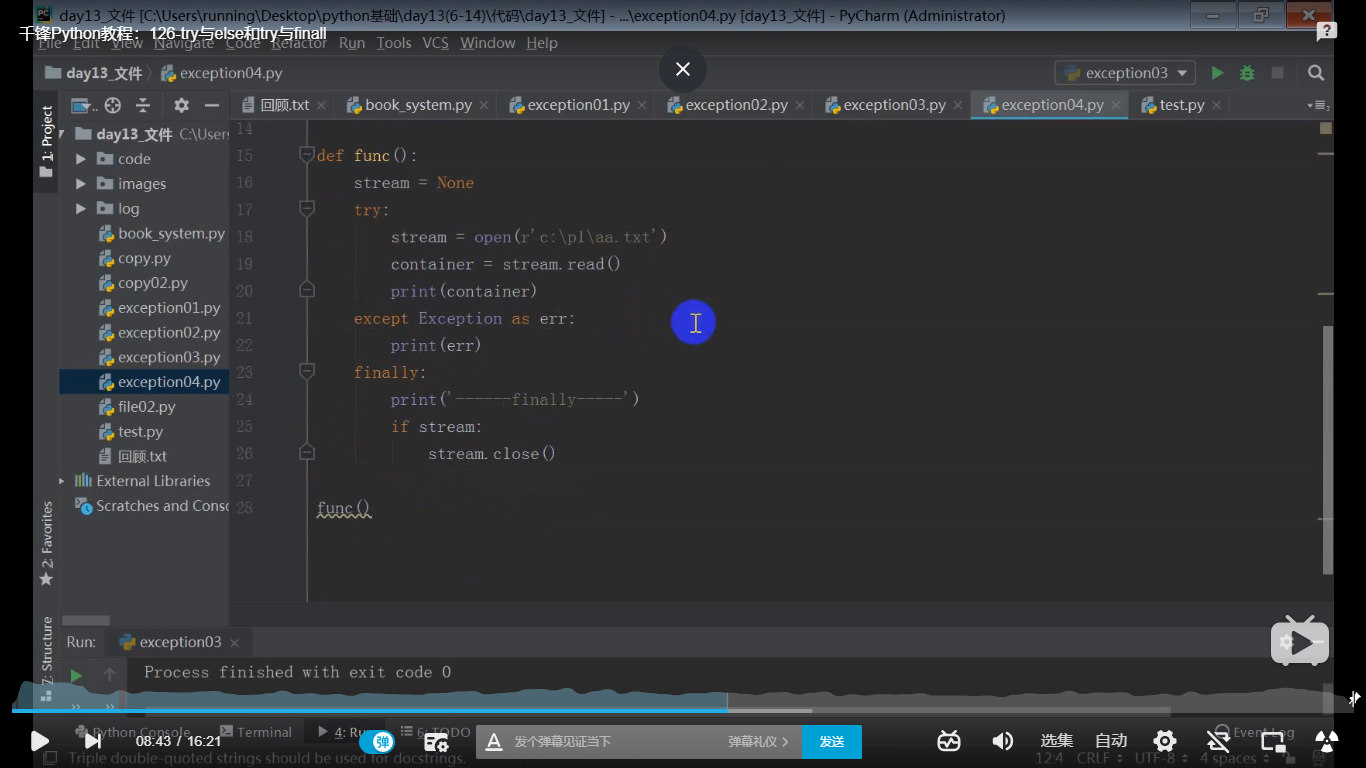 day13_文件 [C:\Users\running\Desktop\python基础\day13(6-14)\代码\day13_文件] - ...\exception04.py [day13_文件] - PyCharm (Administrator)
千锋Python教程：126-try与else和try与finall
File Edit View Navigate Code Refactor Run Tools VCS Window Help
day13_文件 exception04.py exception03
回顾.txt book_system.py exception01.py exception02.py exception03.py exception04.py test.py
1: Project
day13_文件 C:\Users
code
images
log
book_system.py
copy.py
copy02.py
exception01.py
exception02.py
exception03.py
exception04.py
file02.py
test.py
回顾.txt
External Libraries
Scratches and Conso
2: Favorites
7: Structure
14
15 def func():
16 stream = None
17 try:
18 stream = open(r'c:\p1\aa.txt')
19 container = stream.read()
20 print(container)
21 except Exception as err:
22 print(err)
23 finally:
24 print('------finally-----')
25 if stream:
26 stream.close()
27
28 func()
Run: exception03
Process finished with exit code 0
Python Console Terminal 4: Ru 6: TODO Event Log
08:43 / 16:21 弹 发个弹幕见证当下 弹幕礼仪 > 发送 选集 自动
Triple double-quoted strings should be used for docstrings. 12:4 CRLF UTF-8 4 spaces